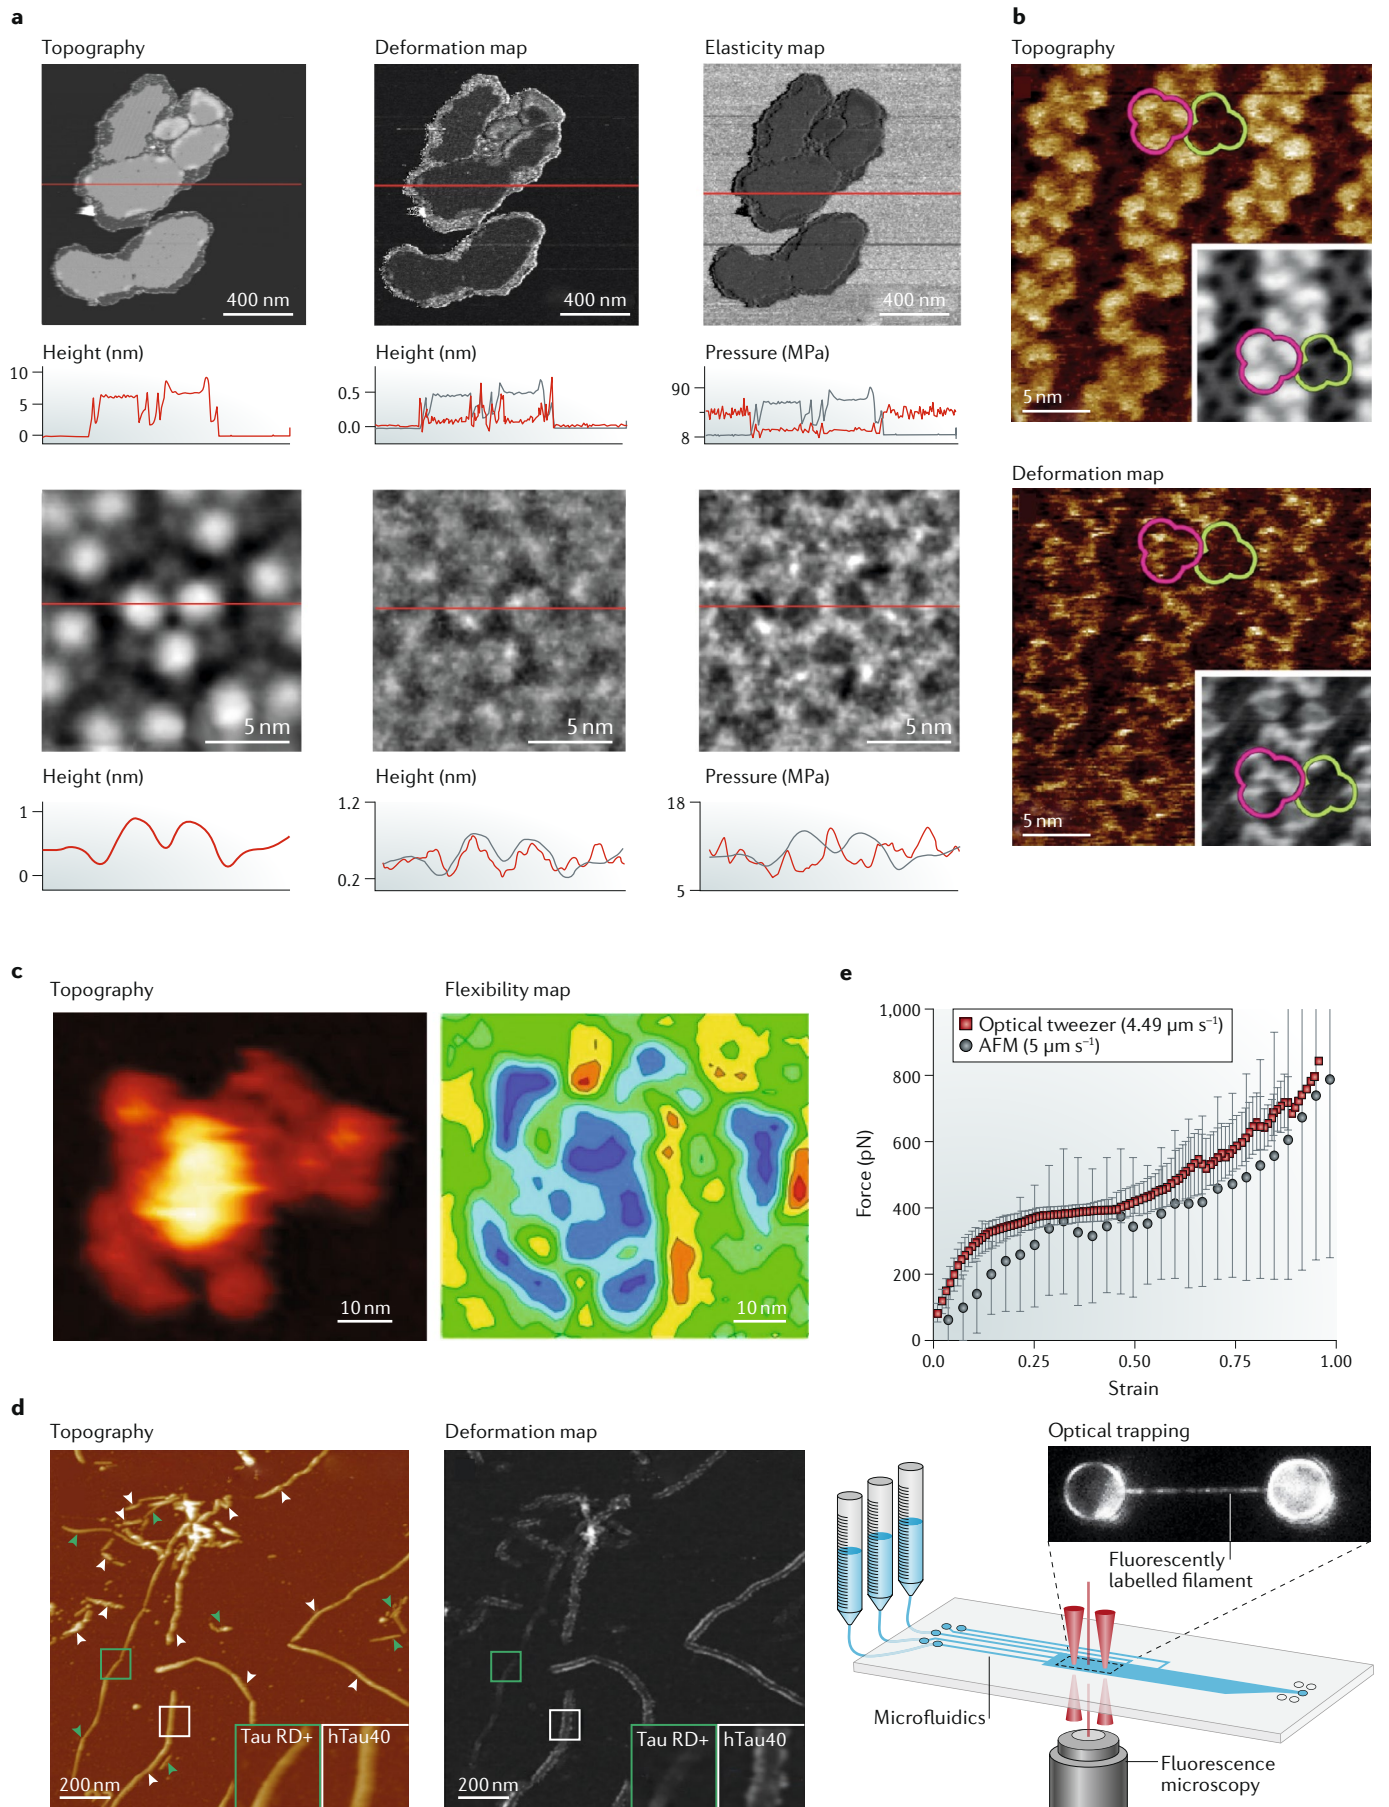 a
Topography
Deformation map
Elasticity map
400 nm
400 nm
400 nm
Height (nm)
10
5
0
Height (nm)
0.5
0.0
Pressure (MPa)
90
8
5 nm
5 nm
5 nm
Height (nm)
1
0
Height (nm)
1.2
0.2
Pressure (MPa)
18
5
b
Topography
5 nm
Deformation map
5 nm
c
Topography
10 nm
Flexibility map
10 nm
e
1,000
800
600
400
200
0
Force (pN)
Optical tweezer (4.49 μm s⁻¹)
AFM (5 μm s⁻¹)
0.0
0.25
0.50
0.75
1.00
Strain
d
Topography
200 nm
Tau RD+
hTau40
Deformation map
200 nm
Tau RD+
hTau40
Optical trapping
Fluorescently
labelled filament
Microfluidics
Fluorescence
microscopy